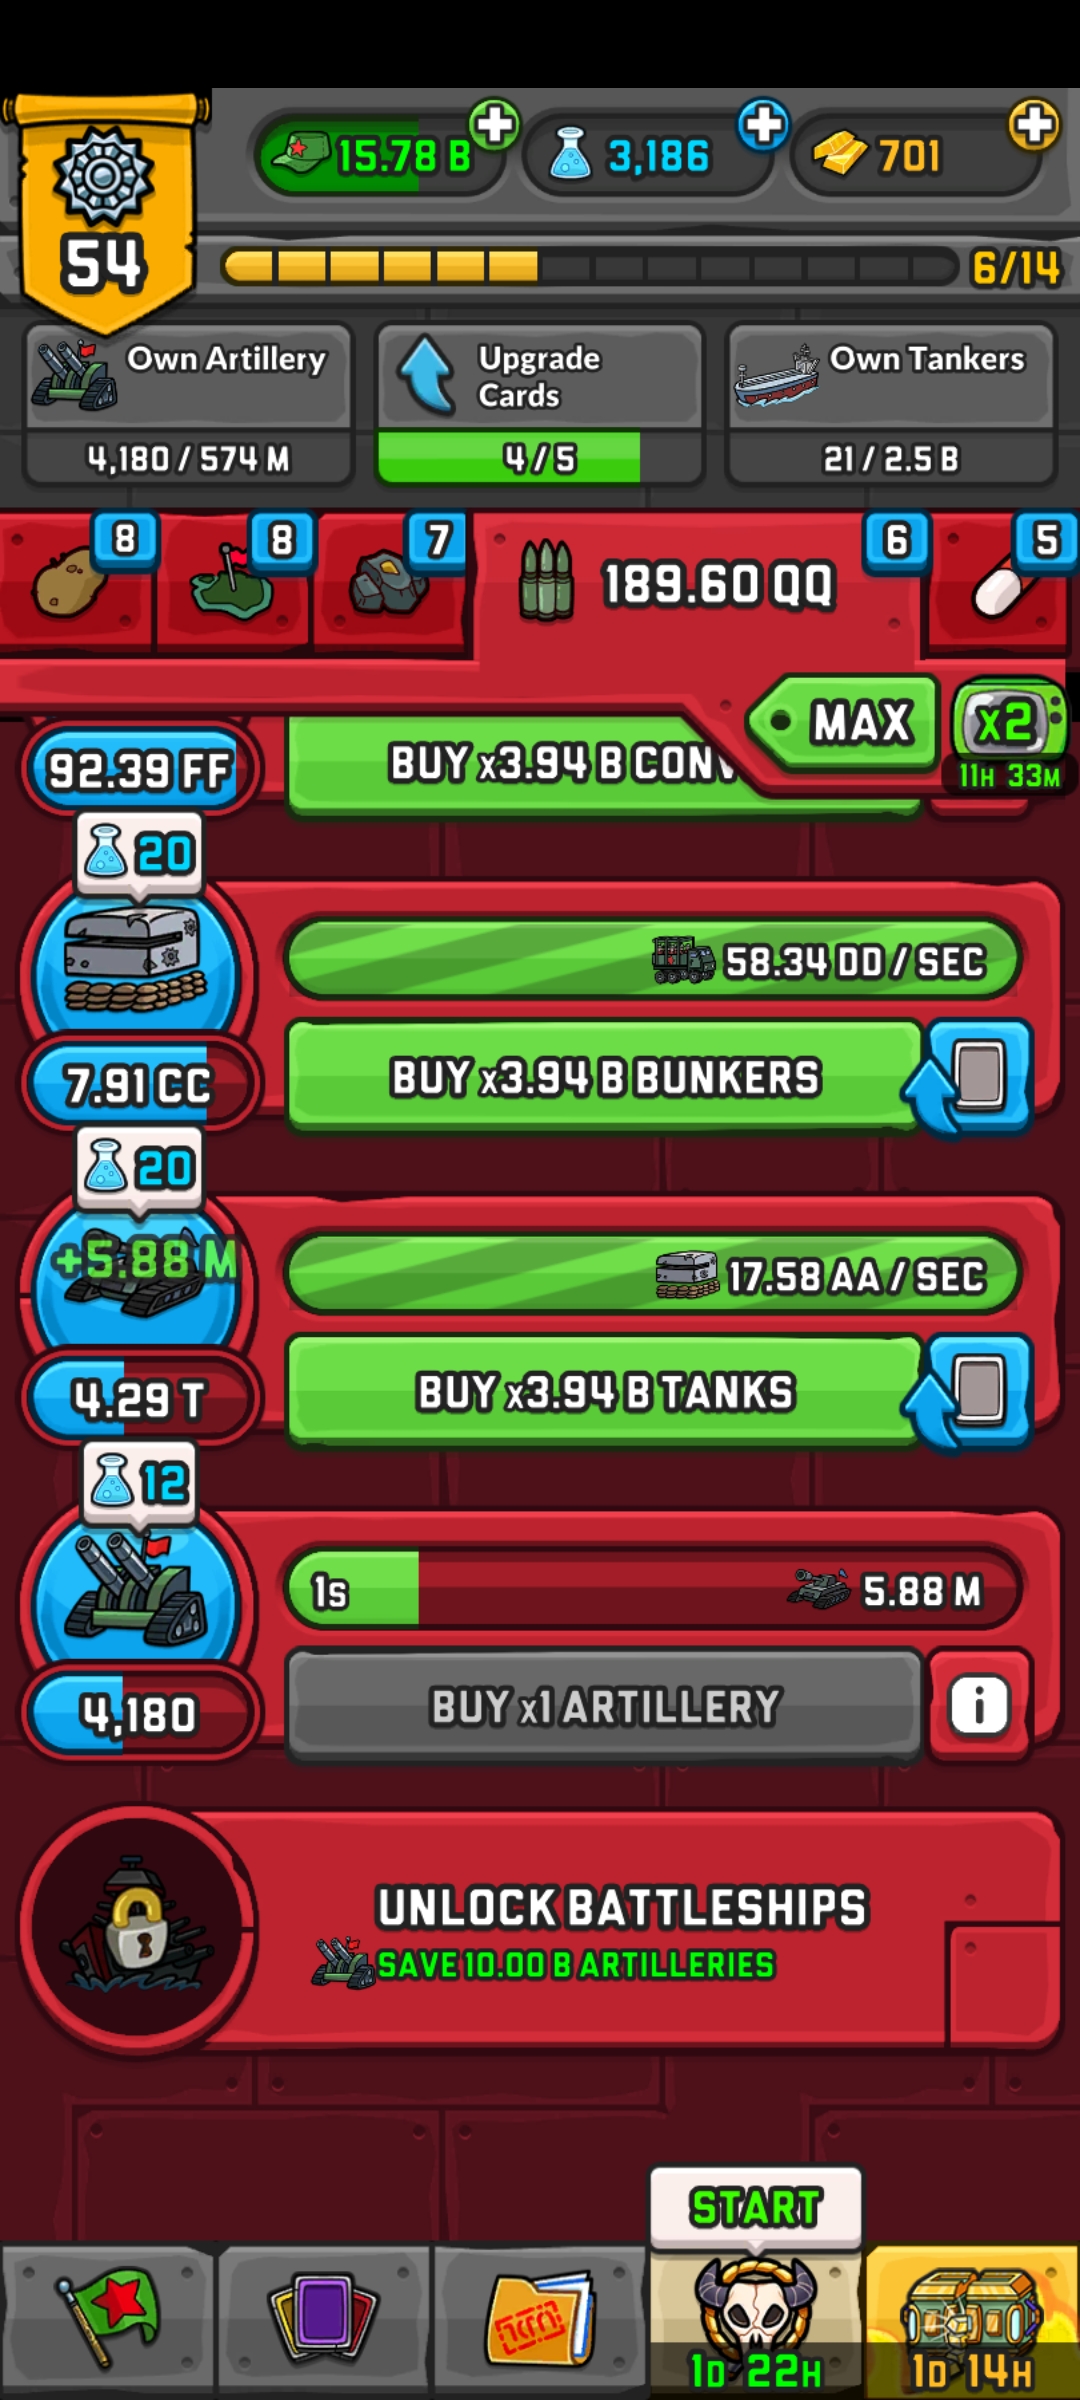 15.78 B
3,186
701
54
6/14
Own Artillery
4,180 / 574 M
Upgrade
Cards
4 / 5
Own Tankers
21 / 2.5 B
8
8
7
189.60 QQ
6
5
MAX
x2
11H 33M
92.39 FF
BUY x3.94 B CONV
20
58.34 DD / SEC
7.91 CC
BUY x3.94 B BUNKERS
20
+5.88 M
17.58 AA / SEC
4.29 T
BUY x3.94 B TANKS
12
1s
5.88 M
4,180
BUY x1 ARTILLERY
i
UNLOCK BATTLESHIPS
SAVE 10.00 B ARTILLERIES
START
1D 22H
1D 14H